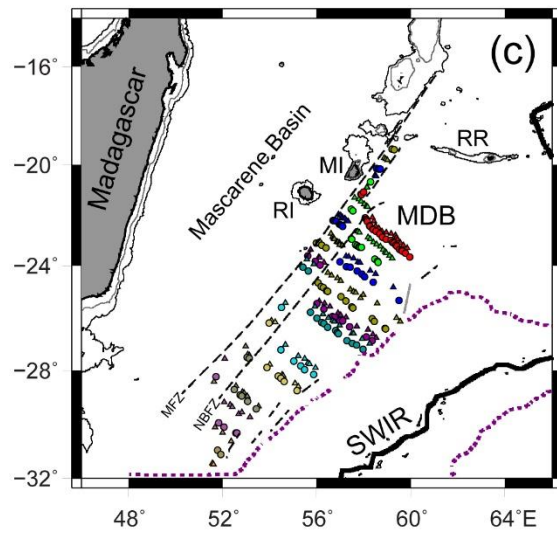 (c)
−16°
Madagascar
Mascarene Basin
RR
MI
−20°
RI
MDB
−24°
−28°
MFZ
NBFZ
SWIR
−32°
48° 52° 56° 60° 64°E